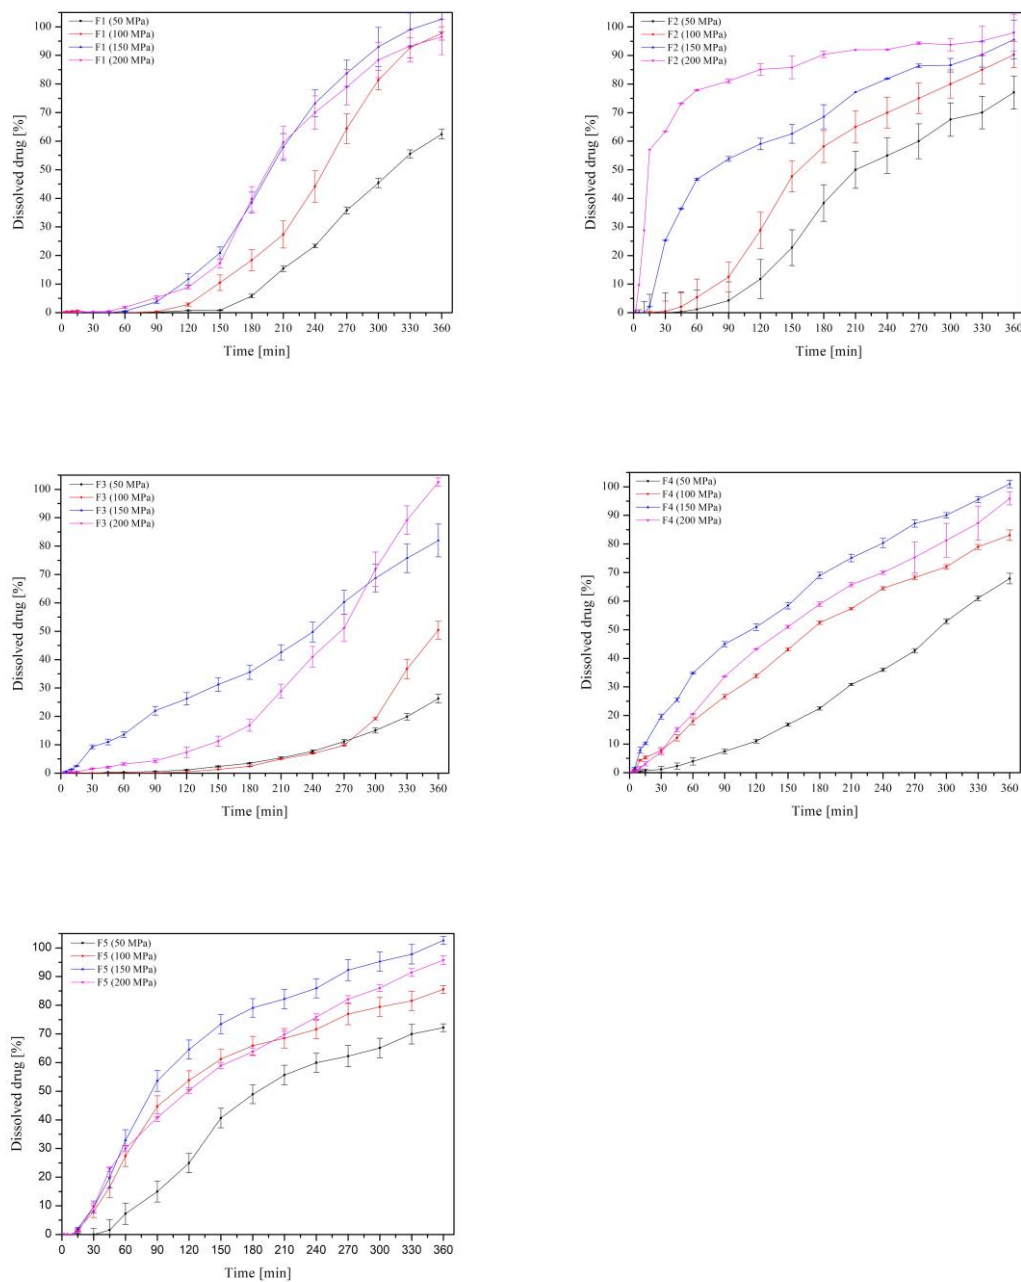 F1 (50 MPa)
F1 (100 MPa)
F1 (150 MPa)
F1 (200 MPa)
100
90
80
70
60
50
40
30
20
10
0
Dissolved drug [%]
0 30 60 90 120 150 180 210 240 270 300 330 360
Time [min]
F2 (50 MPa)
F2 (100 MPa)
F2 (150 MPa)
F2 (200 MPa)
100
90
80
70
60
50
40
30
20
10
0
Dissolved drug [%]
0 30 60 90 120 150 180 210 240 270 300 330 360
Time [min]
F3 (50 MPa)
F3 (100 MPa)
F3 (150 MPa)
F3 (200 MPa)
100
90
80
70
60
50
40
30
20
10
0
Dissolved drug [%]
0 30 60 90 120 150 180 210 240 270 300 330 360
Time [min]
F4 (50 MPa)
F4 (100 MPa)
F4 (150 MPa)
F4 (200 MPa)
100
90
80
70
60
50
40
30
20
10
0
Dissolved drug [%]
0 30 60 90 120 150 180 210 240 270 300 330 360
Time [min]
F5 (50 MPa)
F5 (100 MPa)
F5 (150 MPa)
F5 (200 MPa)
100
90
80
70
60
50
40
30
20
10
0
Dissolved drug [%]
0 30 60 90 120 150 180 210 240 270 300 330 360
Time [min]